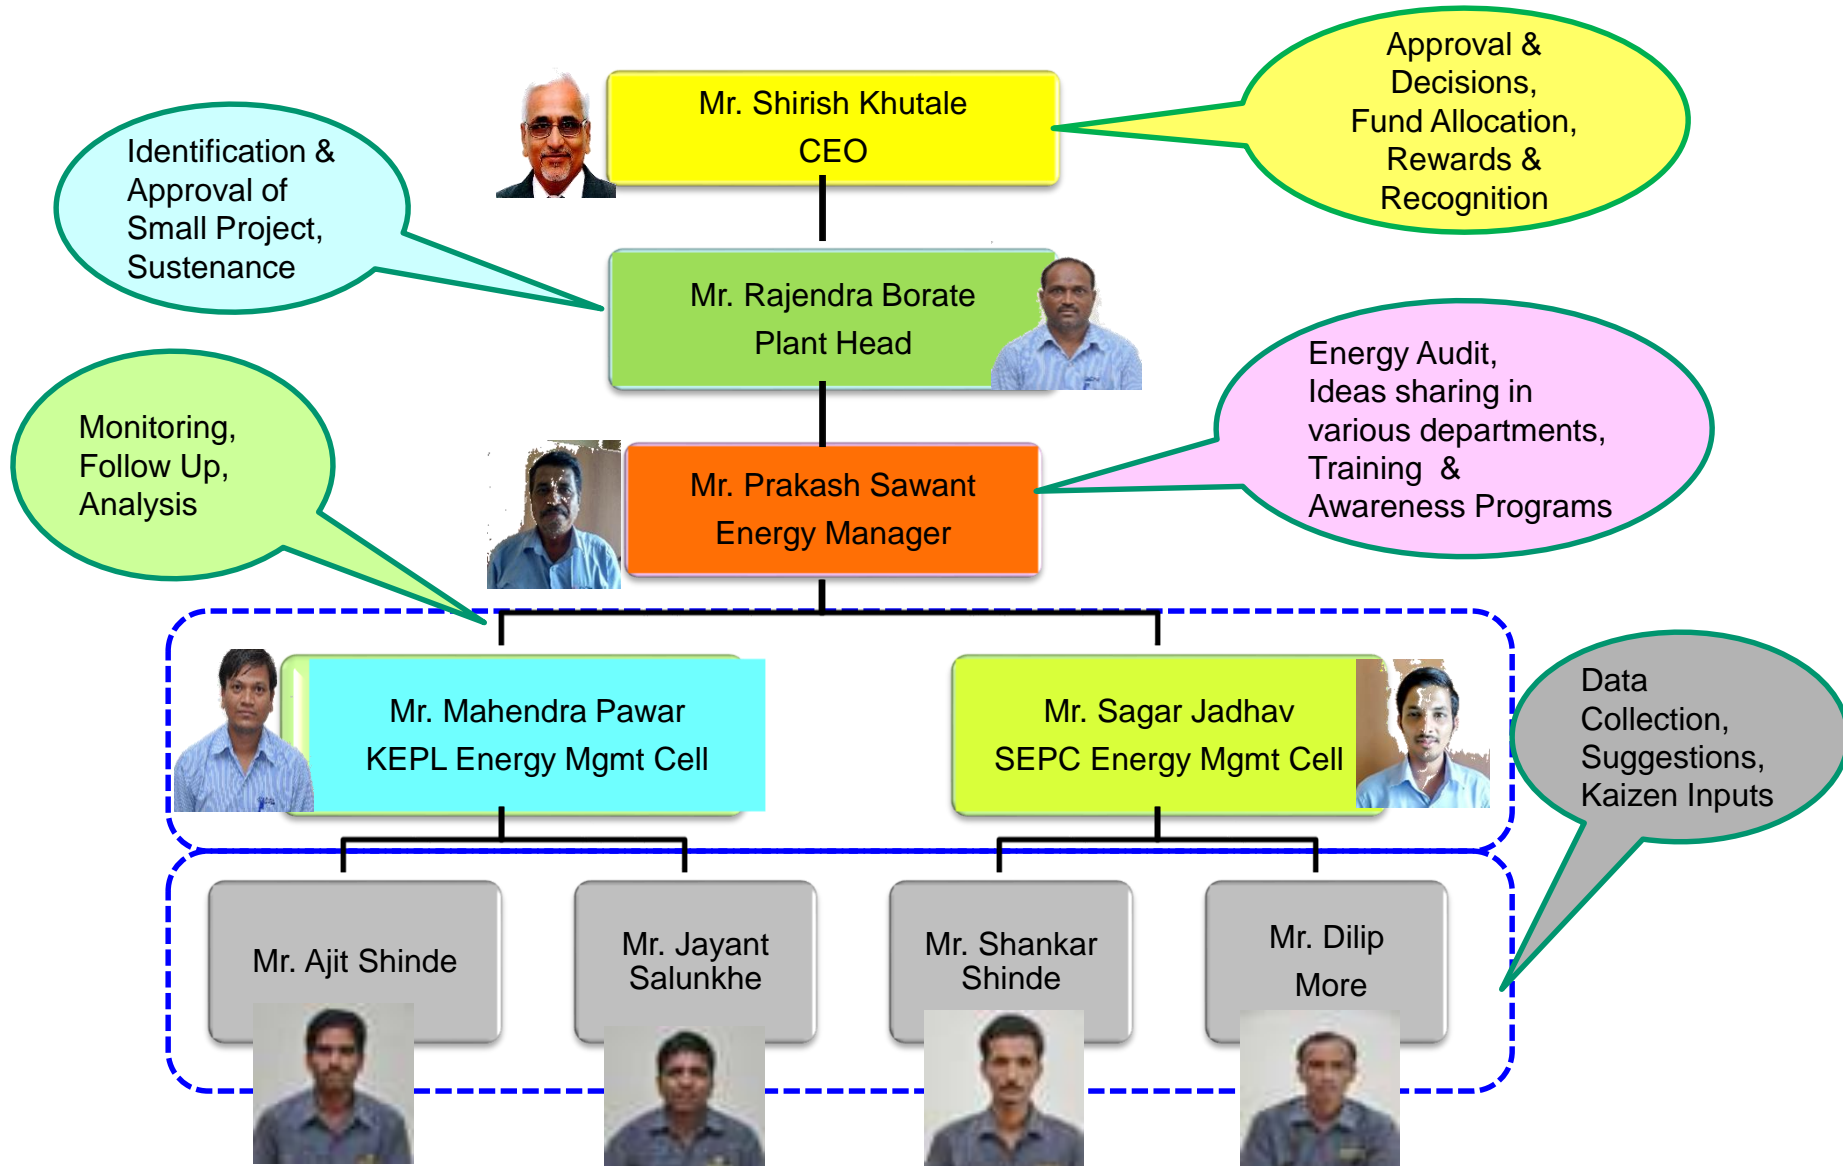 Approval &
Decisions,
Fund Allocation,
Rewards &
Recognition
Mr. Shirish Khutale
CEO
Identification &
Approval of
Small Project,
Sustenance
Mr. Rajendra Borate
Plant Head
Energy Audit,
Ideas sharing in
various departments,
Training &
Awareness Programs
Monitoring,
Follow Up,
Analysis
Mr. Prakash Sawant
Energy Manager
Mr. Mahendra Pawar
KEPL Energy Mgmt Cell
Mr. Sagar Jadhav
SEPC Energy Mgmt Cell
Data
Collection,
Suggestions,
Kaizen Inputs
Mr. Ajit Shinde
Mr. Jayant
Salunkhe
Mr. Shankar
Shinde
Mr. Dilip
More